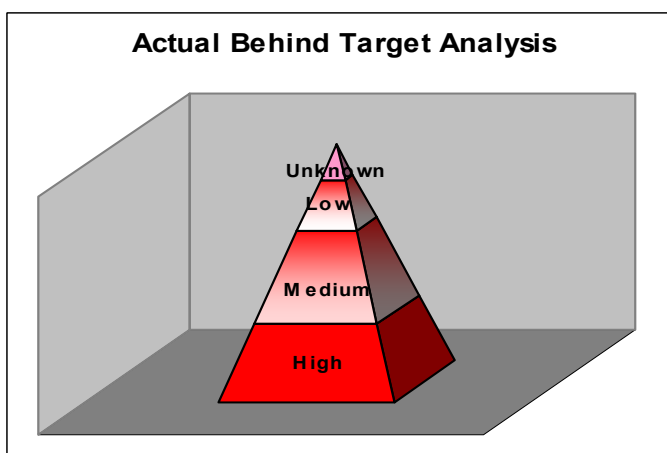 Actual Behind Target Analysis
Unknown
Low
Medium
High